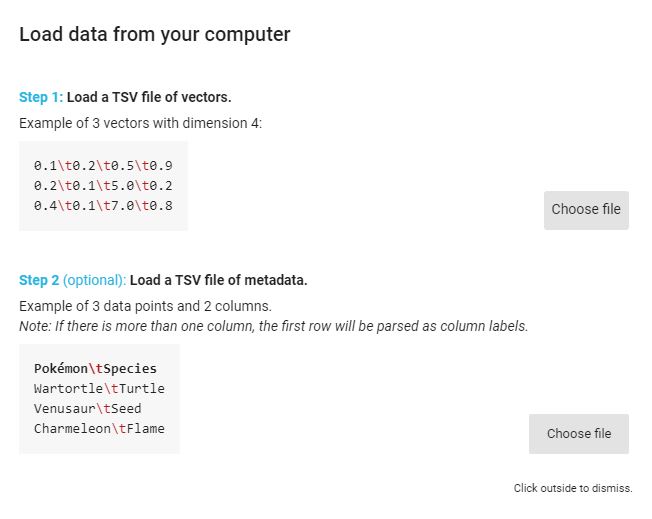 Load data from your computer
Step 1: Load a TSV file of vectors.
Example of 3 vectors with dimension 4:
0.1\t0.2\t0.5\t0.9
0.2\t0.1\t5.0\t0.2
0.4\t0.1\t7.0\t0.8
Choose file
Step 2 (optional): Load a TSV file of metadata.
Example of 3 data points and 2 columns.
Note: If there is more than one column, the first row will be parsed as column labels.
Pokémon\tSpecies
Wartortle\tTurtle
Venusaur\tSeed
Charmeleon\tFlame
Choose file
Click outside to dismiss.